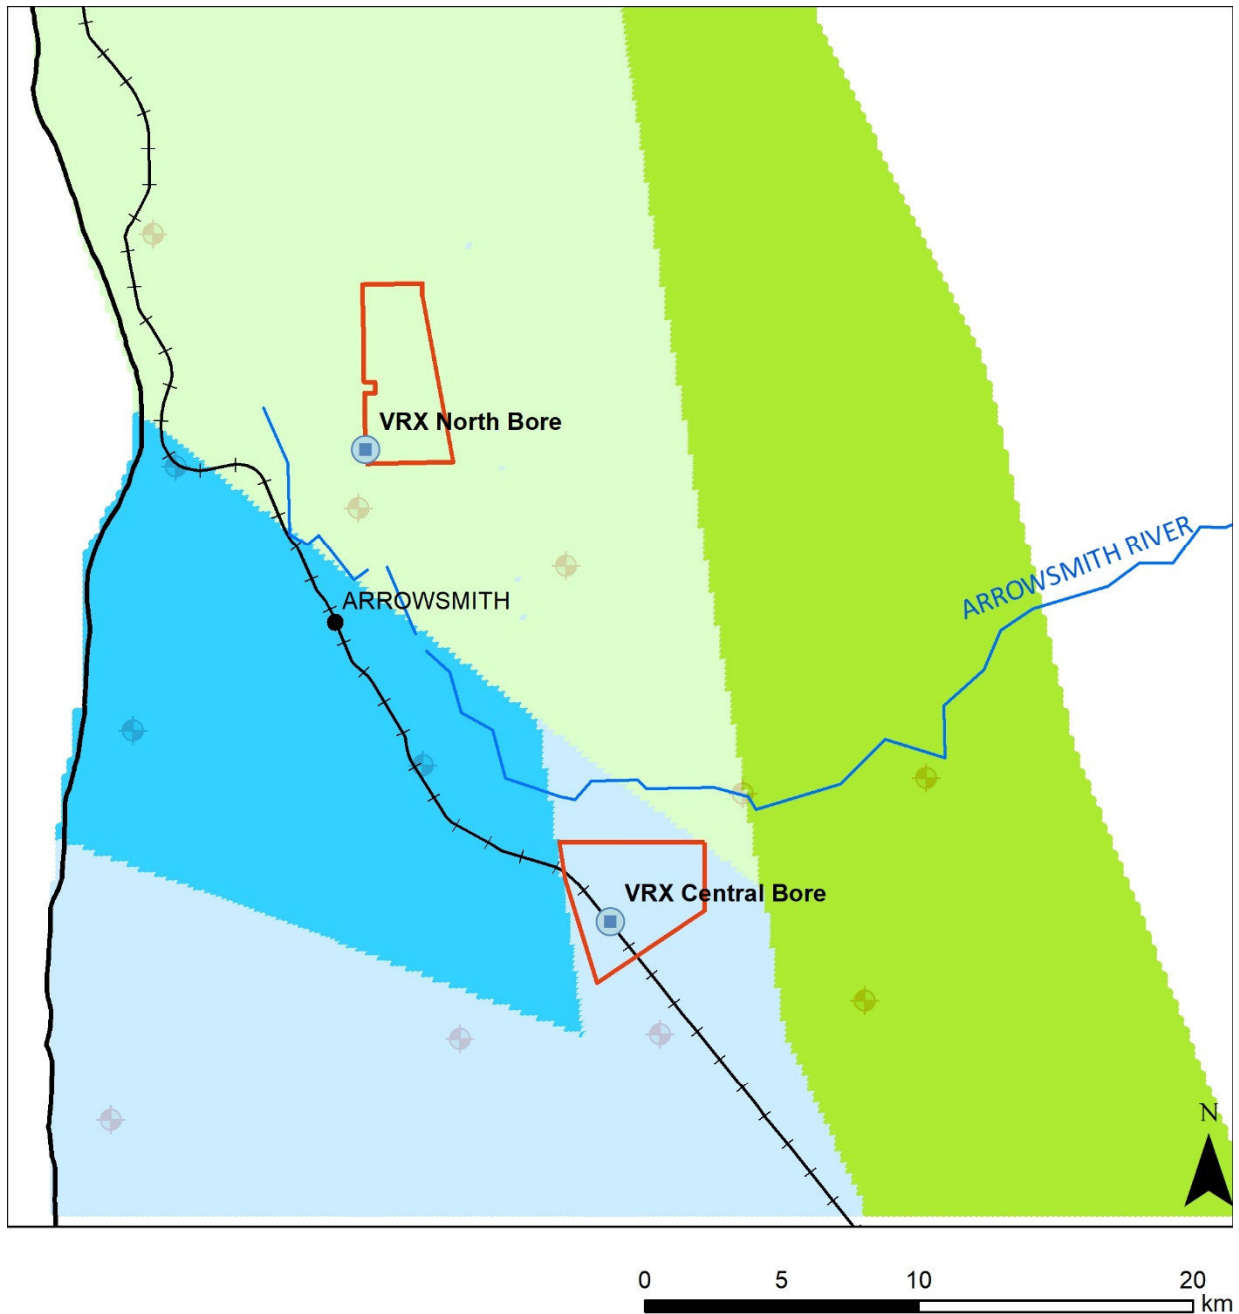 VRX North Bore
ARROWSMITH RIVER
ARROWSMITH
VRX Central Bore
N
0 5 10 20
km